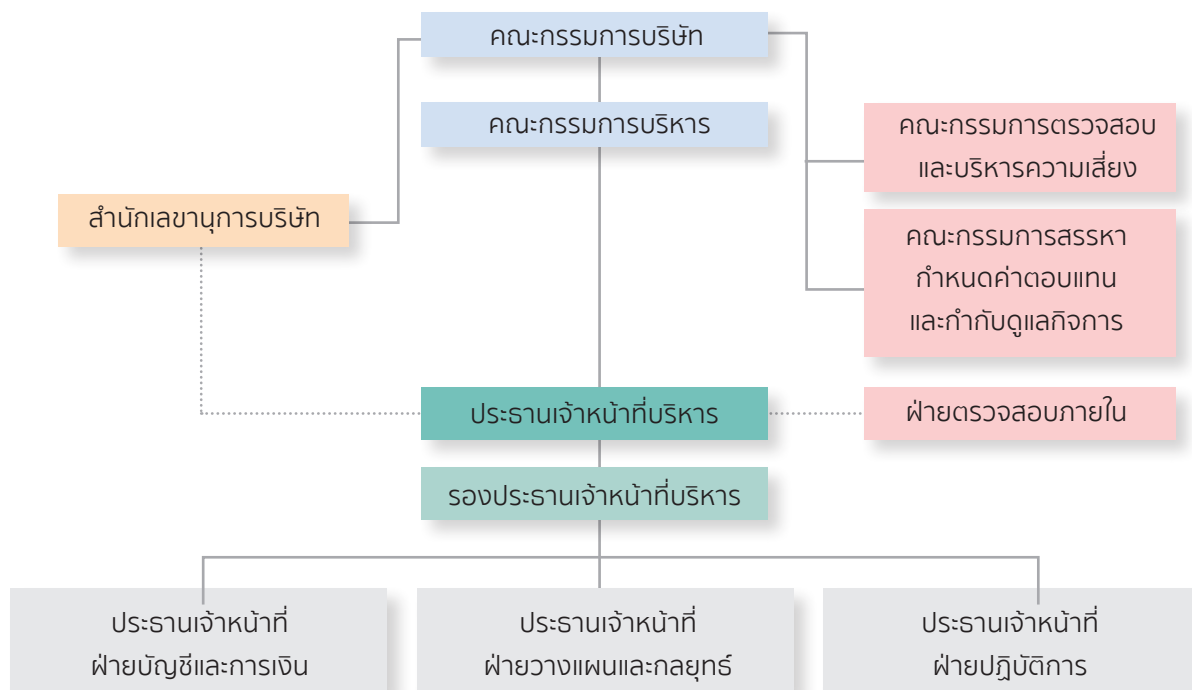 คณะกรรมการบริษัท
คณะกรรมการบริหาร
คณะกรรมการตรวจสอบ
และบริหารความเสี่ยง
สำนักเลขานุการบริษัท
คณะกรรมการสรรหา
กำหนดค่าตอบแทน
และกำกับดูแลกิจการ
ประธานเจ้าหน้าที่บริหาร
ฝ่ายตรวจสอบภายใน
รองประธานเจ้าหน้าที่บริหาร
ประธานเจ้าหน้าที่
ฝ่ายบัญชีและการเงิน
ประธานเจ้าหน้าที่
ฝ่ายวางแผนและกลยุทธ์
ประธานเจ้าหน้าที่
ฝ่ายปฏิบัติการ